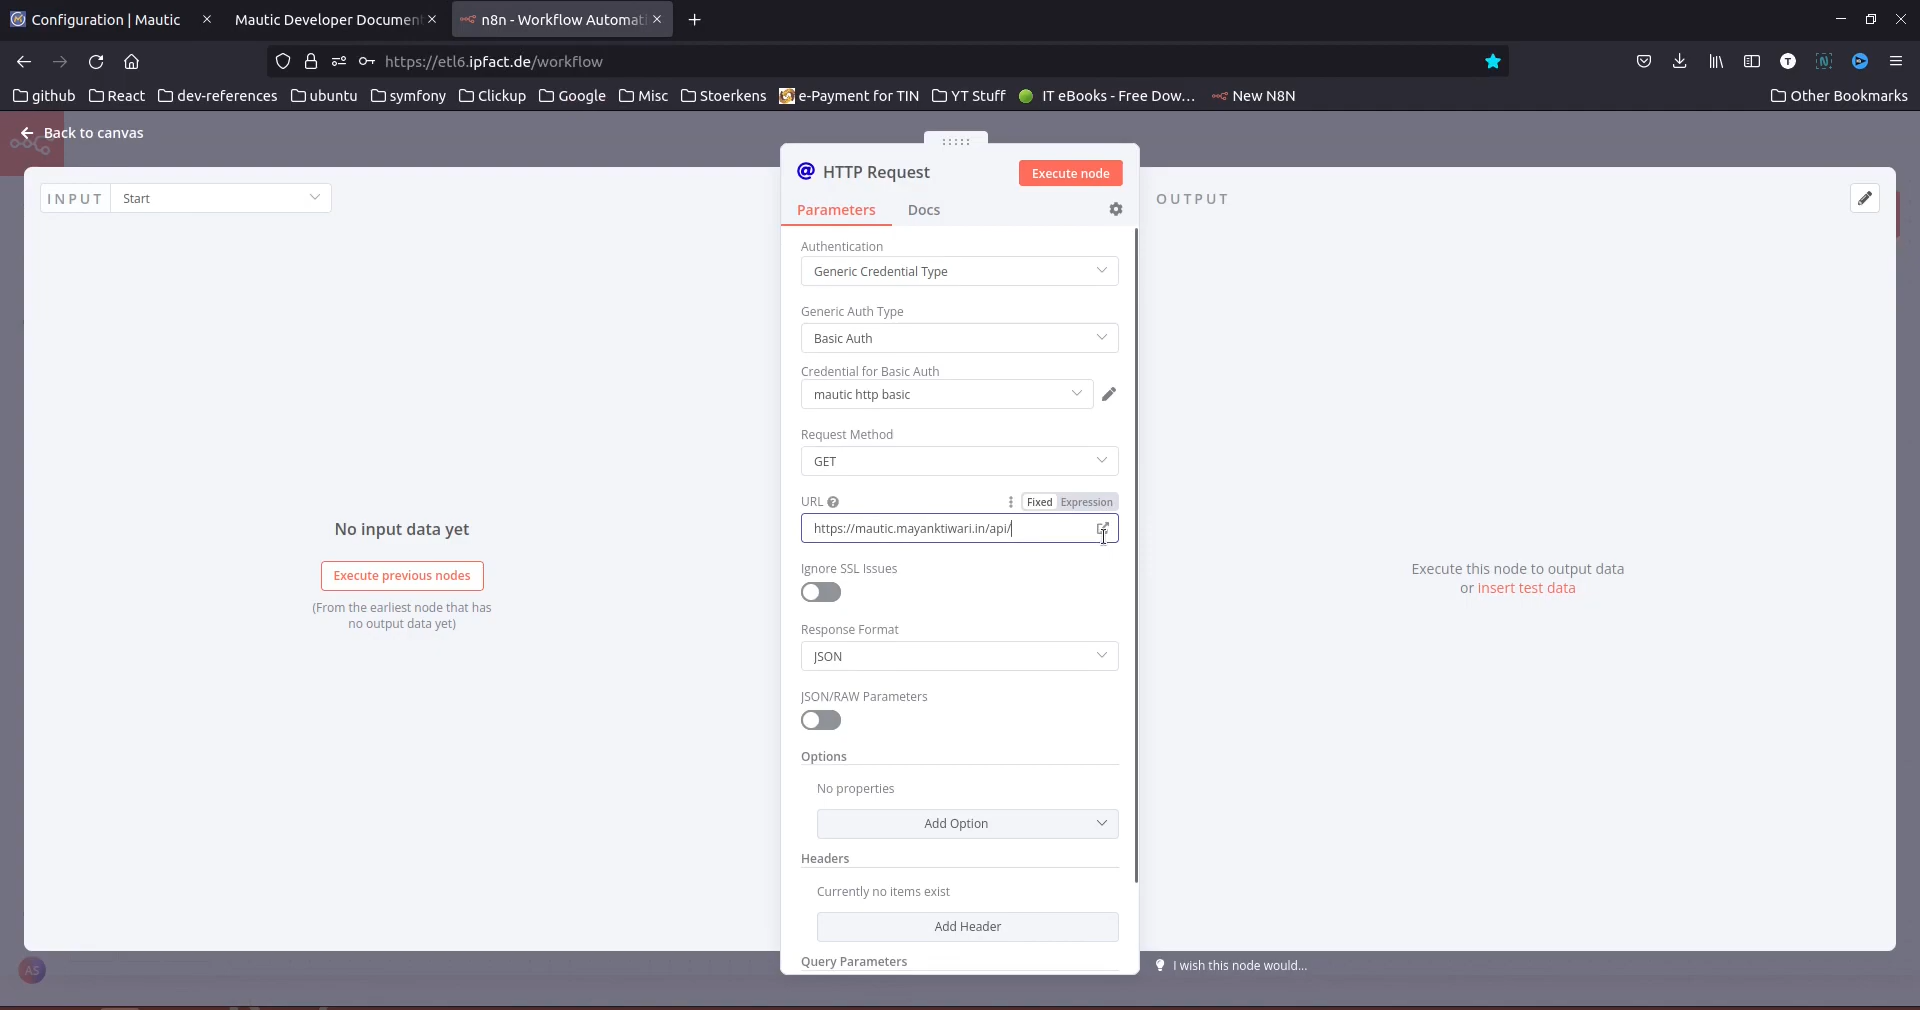 Configuration | Mautic
Mautic Developer Document
n8n - Workflow Automat
https://etl6.ipfact.de/workflow
github
React
dev-references
ubuntu
symfony
Clickup
Google
Misc
Stoerkens
e-Payment for TIN
YT Stuff
IT eBooks - Free Dow...
New N8N
Other Bookmarks
Back to canvas
INPUT
Start
HTTP Request
Execute node
OUTPUT
Parameters
Docs
Authentication
Generic Credential Type
Generic Auth Type
Basic Auth
Credential for Basic Auth
mautic http basic
Request Method
GET
URL
Fixed
Expression
https://mautic.mayanktiwari.in/api/
Ignore SSL Issues
Response Format
JSON
JSON/RAW Parameters
Options
No properties
Add Option
Headers
Currently no items exist
Add Header
Query Parameters
No input data yet
Execute previous nodes
(From the earliest node that has
no output data yet)
Execute this node to output data
or insert test data
AS
I wish this node would...